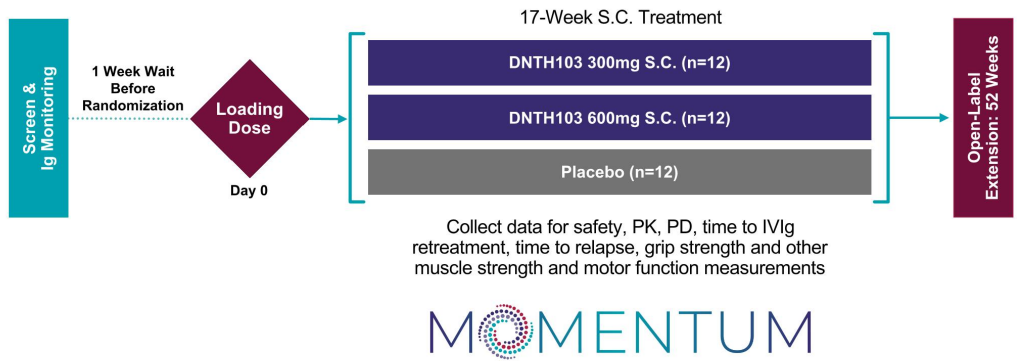 17-Week S.C. Treatment
Screen &
Ig Monitoring
1 Week Wait
Before
Randomization
Loading
Dose
Day 0
DNTH103 300mg S.C. (n=12)
DNTH103 600mg S.C. (n=12)
Placebo (n=12)
Open-Label
Extension: 52 Weeks
Collect data for safety, PK, PD, time to IVIg
retreatment, time to relapse, grip strength and other
muscle strength and motor function measurements
MOMENTUM